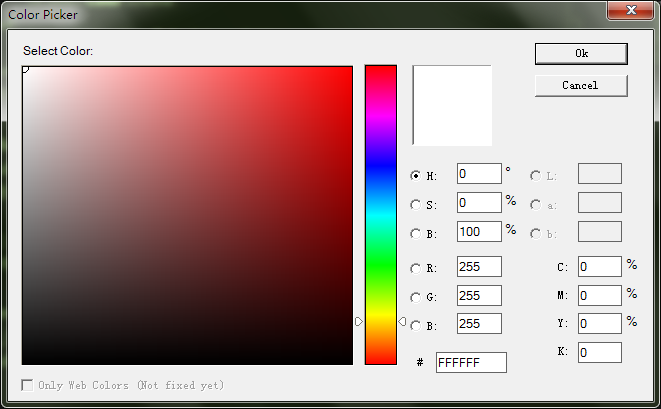 Color Picker
Select Color:
Ok
Cancel
H: 0 °
L:
S: 0 %
a:
B: 100 %
b:
R: 255
C: 0 %
G: 255
M: 0 %
B: 255
Y: 0 %
K: 0
# FFFFFF
Only Web Colors (Not fixed yet)